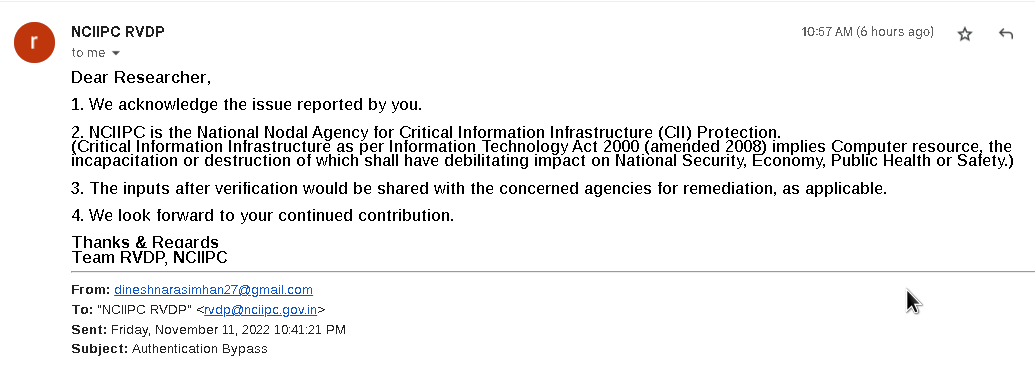 NCIIPC RVDP
10:57 AM (6 hours ago)
r
to me
Dear Researcher,
1. We acknowledge the issue reported by you.
2. NCIIPC is the National Nodal Agency for Critical Information Infrastructure (CII) Protection.
(Critical Information Infrastructure as per Information Technology Act 2000 (amended 2008) implies Computer resource, the
incapacitation or destruction of which shall have debilitating impact on National Security, Economy, Public Health or Safety.)
3. The inputs after verification would be shared with the concerned agencies for remediation, as applicable.
4. We look forward to your continued contribution.
Thanks & Regards
Team RVDP, NCIIPC
From: dineshnarasimhan27@gmail.com
To: "NCIIPC RVDP" <rvdp@nciipc.gov.in>
Sent: Friday, November 11, 2022 10:41:21 PM
Subject: Authentication Bypass